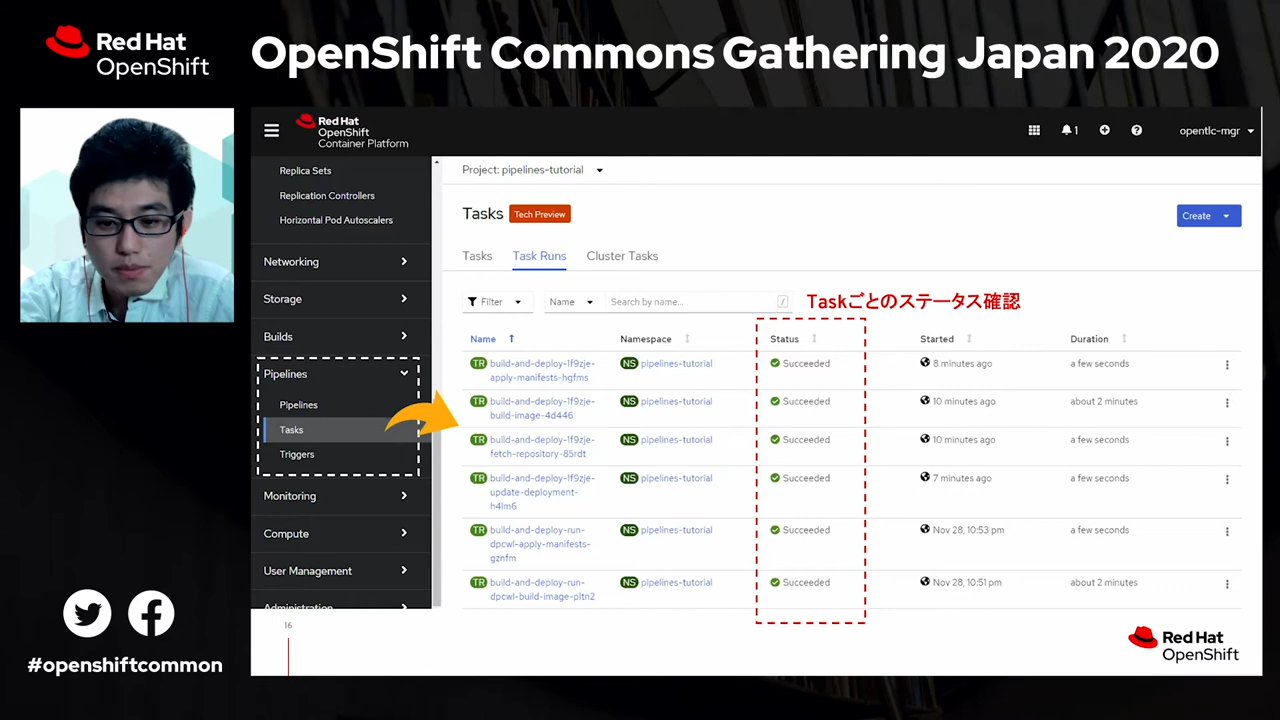 Red Hat
OpenShift
OpenShift Commons Gathering Japan 2020
Red Hat
OpenShift
Container Platform
1
opentlc-mgr
Replica Sets
Replication Controllers
Horizontal Pod Autoscalers
Networking
Storage
Builds
Pipelines
Pipelines
Tasks
Triggers
Monitoring
Compute
User Management
Administration
Project: pipelines-tutorial
Tasks Tech Preview
Create
Tasks Task Runs Cluster Tasks
Filter Name Search by name... /
Taskごとのステータス確認
Name Namespace Status Started Duration
TR build-and-deploy-1f9zje-
apply-manifests-hgfms
NS pipelines-tutorial Succeeded 8 minutes ago a few seconds
TR build-and-deploy-1f9zje-
build-image-4d446
NS pipelines-tutorial Succeeded 10 minutes ago about 2 minutes
TR build-and-deploy-1f9zje-
fetch-repository-85rdt
NS pipelines-tutorial Succeeded 10 minutes ago a few seconds
TR build-and-deploy-1f9zje-
update-deployment-
h4lm6
NS pipelines-tutorial Succeeded 7 minutes ago a few seconds
TR build-and-deploy-run-
dpcwl-apply-manifests-
gznfm
NS pipelines-tutorial Succeeded Nov 28, 10:53 pm a few seconds
TR build-and-deploy-run-
dpcwl-build-image-pltn2
NS pipelines-tutorial Succeeded Nov 28, 10:51 pm about 2 minutes
16
Red Hat
OpenShift
#openshiftcommon